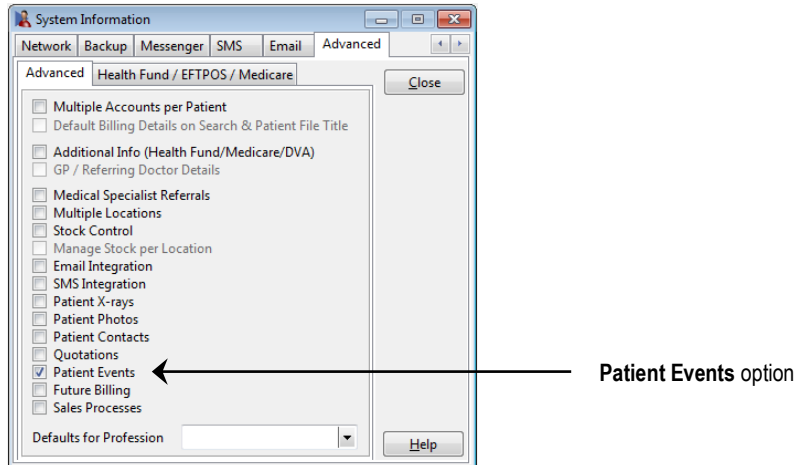 System Information
Network Backup Messenger SMS Email Advanced
Advanced Health Fund / EFTPOS / Medicare
Close
Multiple Accounts per Patient
Default Billing Details on Search & Patient File Title
Additional Info (Health Fund/Medicare/DVA)
GP / Referring Doctor Details
Medical Specialist Referrals
Multiple Locations
Stock Control
Manage Stock per Location
Email Integration
SMS Integration
Patient X-rays
Patient Photos
Patient Contacts
Quotations
Patient Events
Patient Events option
Future Billing
Sales Processes
Defaults for Profession
Help